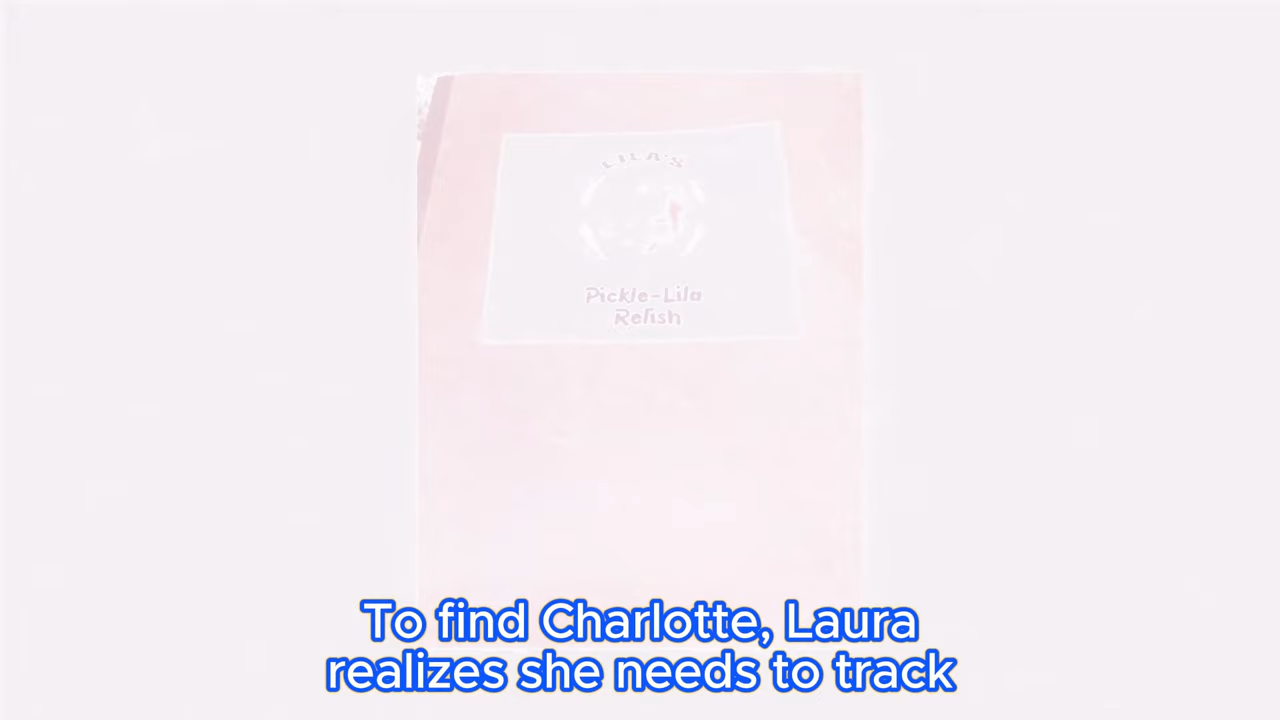 LILA'S
Pickle-Lila
Relish
To find Charlotte, Laura
realizes she needs to track